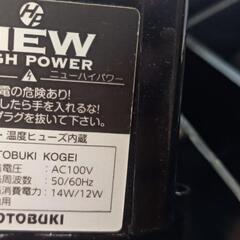 NEW
GH POWER
ニューハイパワー
電の危険あり!
したら手を入れるな!
プラグを抜いて下さい。
・温度ヒューズ内蔵
TOBUKI KOGEI
電圧:AC100V
周波数:50/60Hz
消費電力:14W/12W
用
OTOBUKI